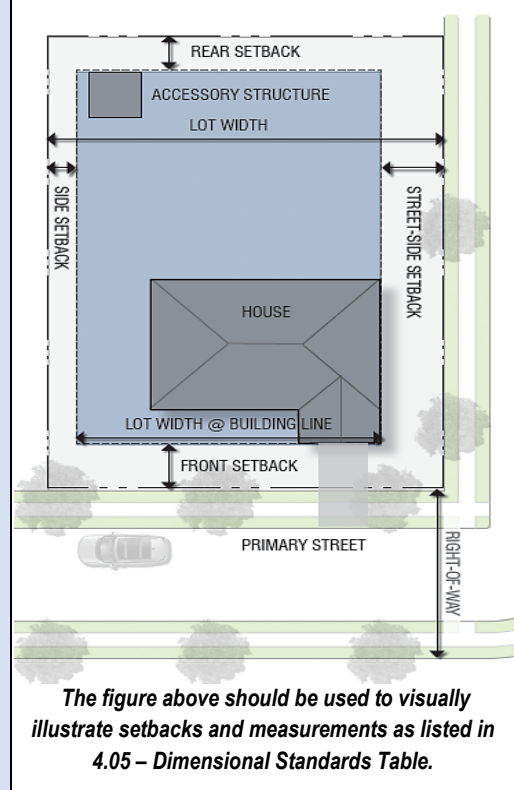 REAR SETBACK
ACCESSORY STRUCTURE
LOT WIDTH
SIDE SETBACK
STREET-SIDE SETBACK
HOUSE
LOT WIDTH @ BUILDING LINE
FRONT SETBACK
PRIMARY STREET
RIGHT-OF-WAY
The figure above should be used to visually
illustrate setbacks and measurements as listed in
4.05 – Dimensional Standards Table.